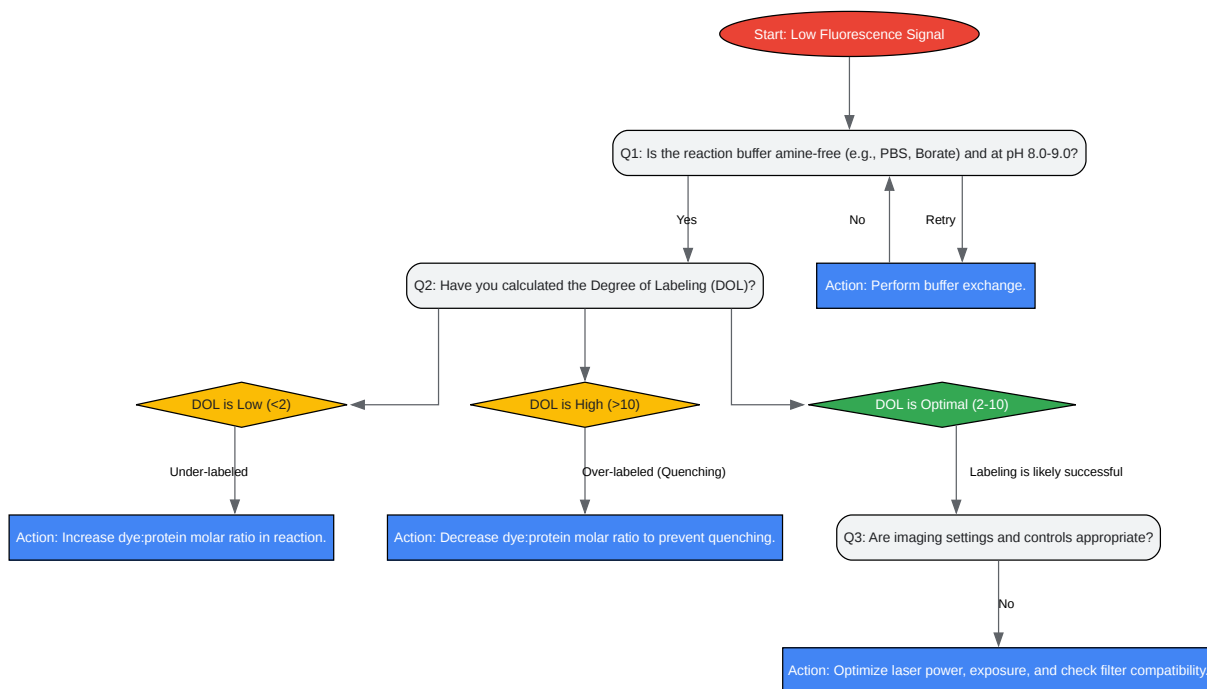 Start: Low Fluorescence Signal
Q1: Is the reaction buffer amine-free (e.g., PBS, Borate) and at pH 8.0-9.0?
Yes
No
Retry
Q2: Have you calculated the Degree of Labeling (DOL)?
Action: Perform buffer exchange.
DOL is Low (<2)
DOL is High (>10)
DOL is Optimal (2-10)
Under-labeled
Over-labeled (Quenching)
Labeling is likely successful
Action: Increase dye:protein molar ratio in reaction.
Action: Decrease dye:protein molar ratio to prevent quenching.
Q3: Are imaging settings and controls appropriate?
No
Action: Optimize laser power, exposure, and check filter compatibility.